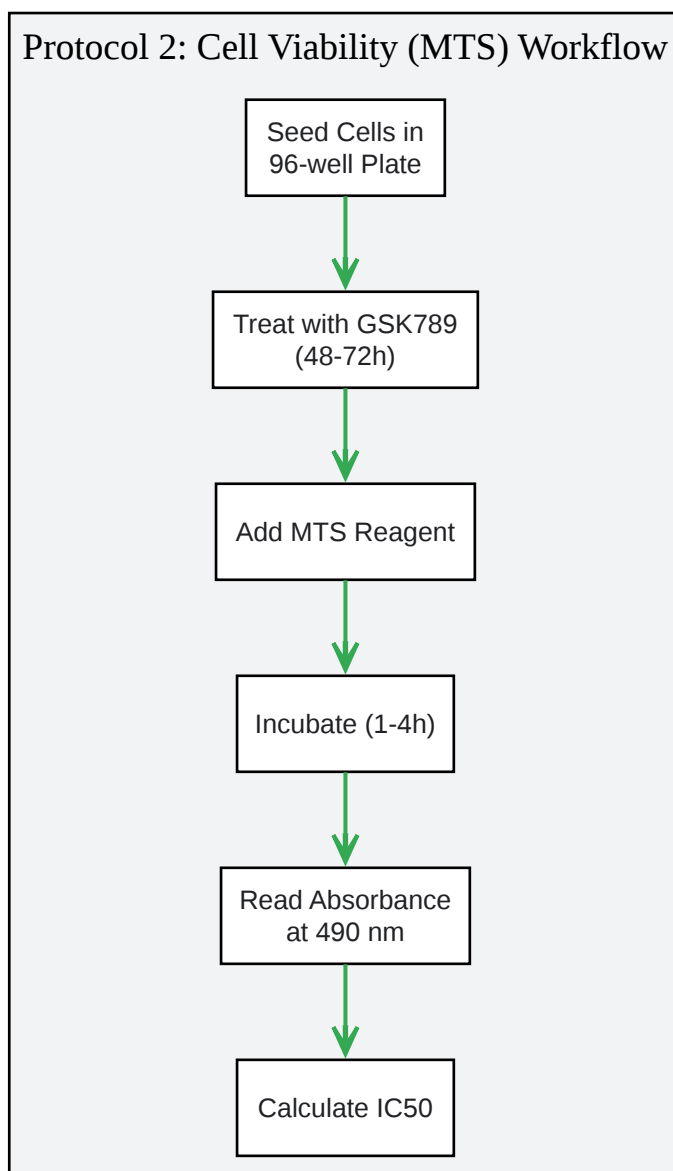 Protocol 2: Cell Viability (MTS) Workflow
Seed Cells in
96-well Plate
Treat with GSK789
(48-72h)
Add MTS Reagent
Incubate (1-4h)
Read Absorbance
at 490 nm
Calculate IC50